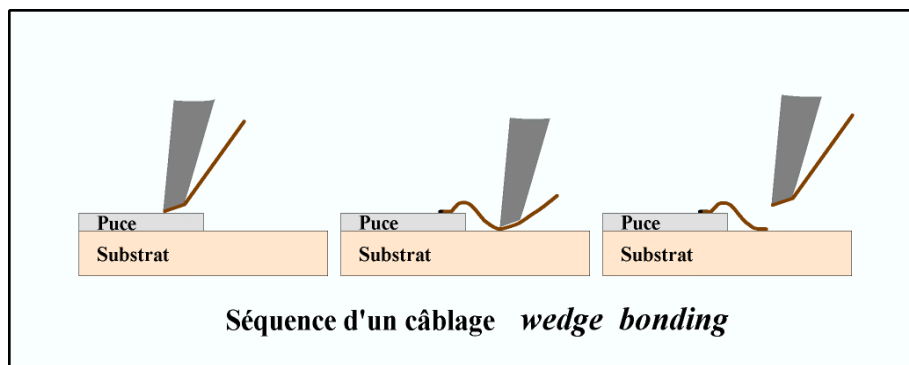 Puce
Substrat
Puce
Substrat
Puce
Substrat
Séquence d'un câblage wedge bonding